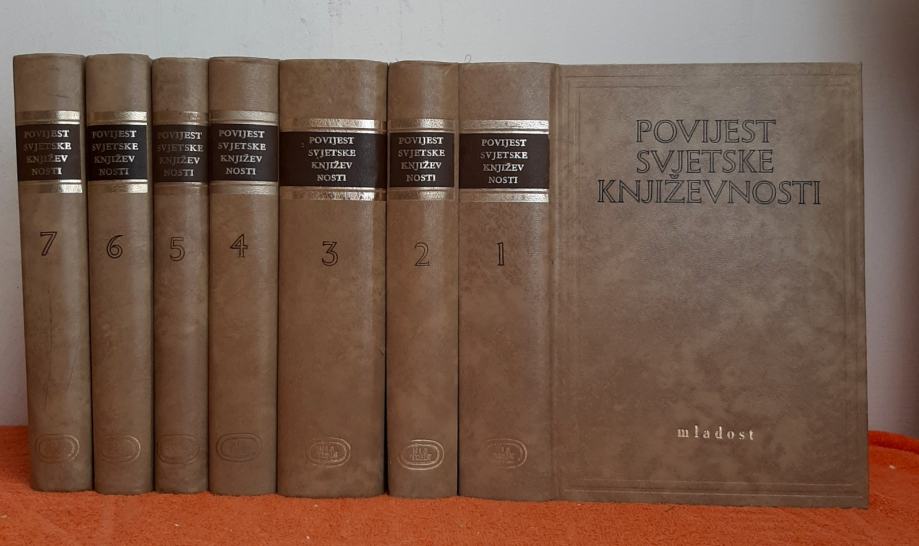 POVIJEST
SVJETSKE
KNJIŽEV
NOSTI
7
POVIJEST
SVJETSKE
KNJIŽEV
NOSTI
6
POVIJEST
SVJETSKE
KNJIŽEV
NOSTI
5
POVIJEST
SVJETSKE
KNJIŽEV
NOSTI
4
POVIJEST
SVJETSKE
KNJIŽEV
NOSTI
3
POVIJEST
SVJETSKE
KNJIŽEV
NOSTI
2
POVIJEST
SVJETSKE
KNJIŽEV
NOSTI
1
POVIJEST
SVJETSKE
KNJIŽEVNOSTI
mladost